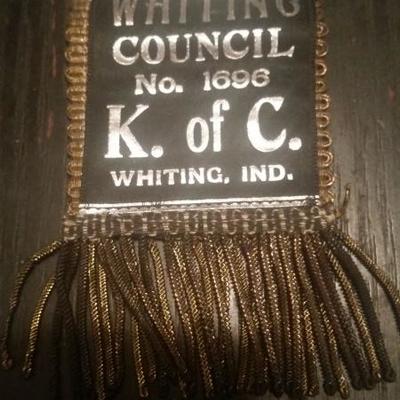 WHITING
COUNCIL
No. 1696
K. of C.
WHITING, IND.